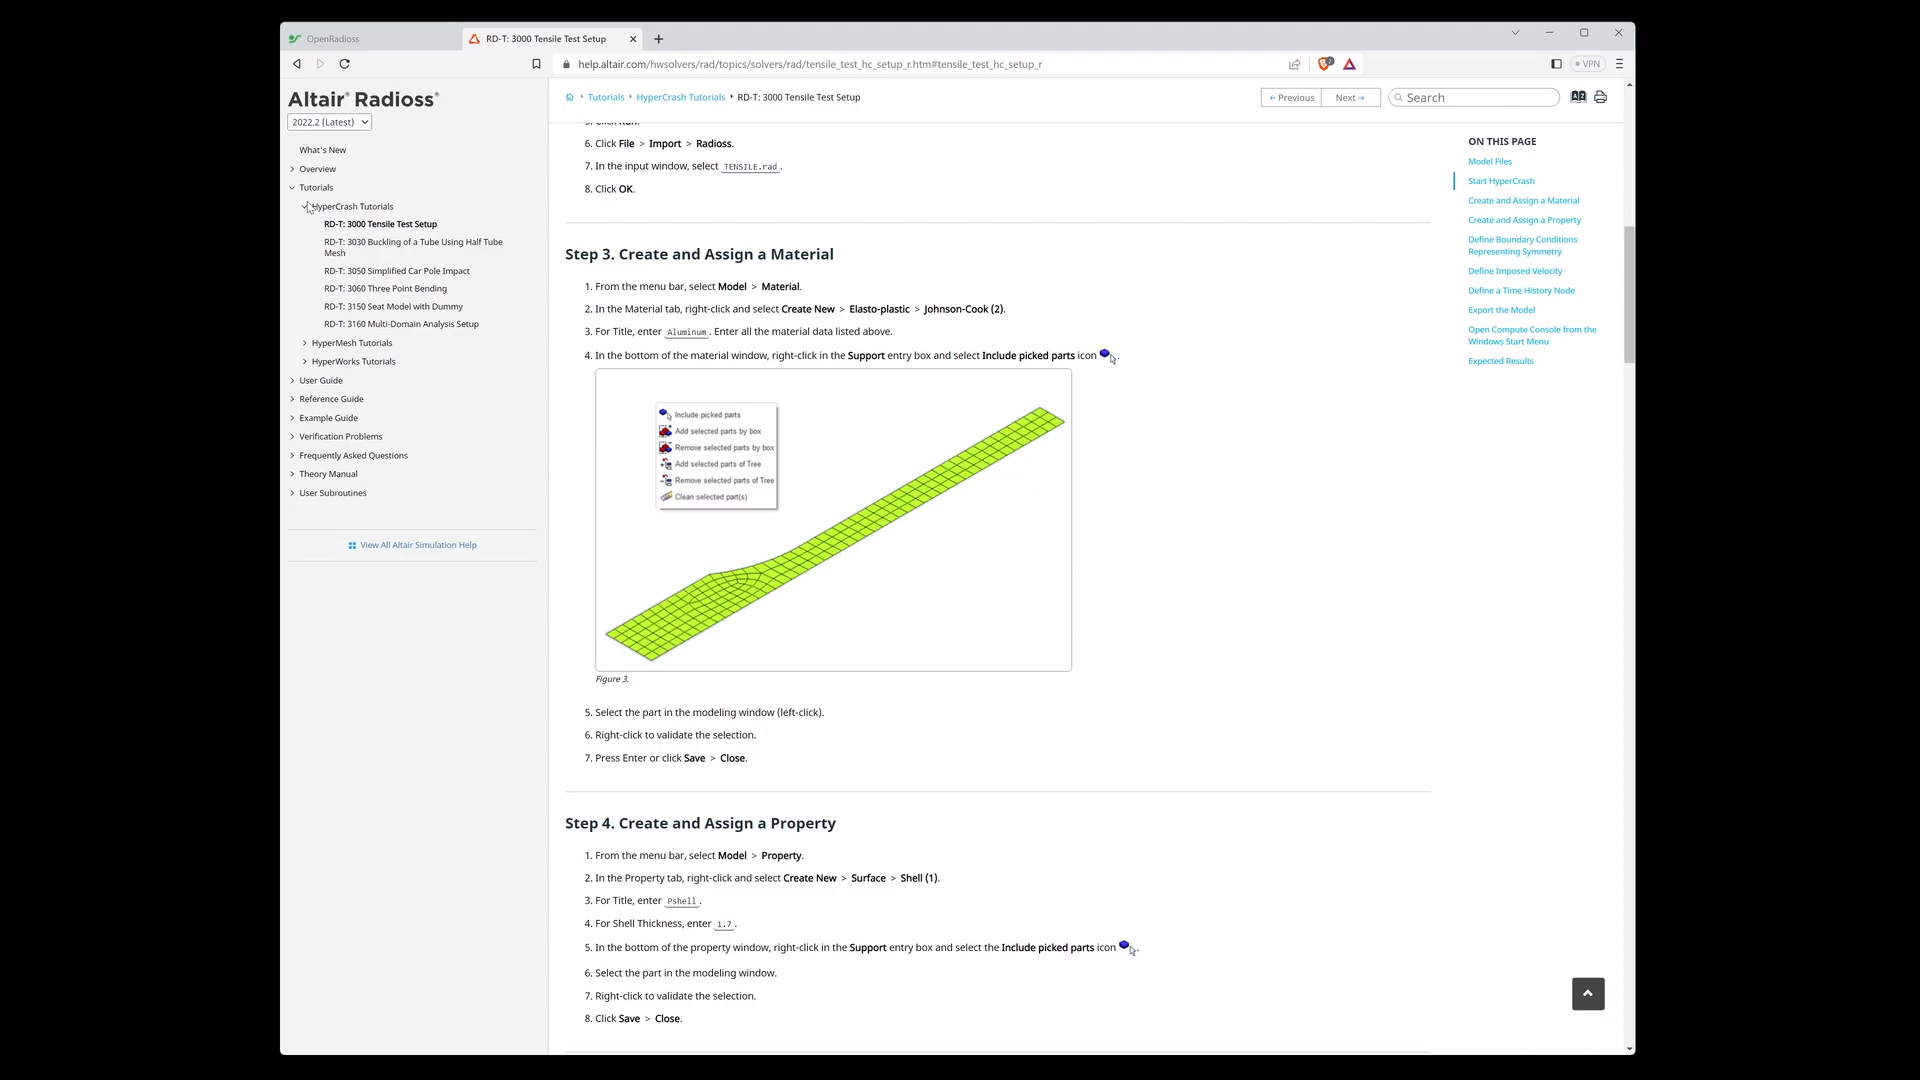 OpenRadioss
RD-T: 3000 Tensile Test Setup
help.altair.com/hwsolvers/rad/topics/solvers/rad/tensile_test_hc_setup_r.htm#tensile_test_hc_setup_r
VPN
Altair® Radioss®
2022.2 (Latest)
What's New
Overview
Tutorials
HyperCrash Tutorials
RD-T: 3000 Tensile Test Setup
RD-T: 3030 Buckling of a Tube Using Half Tube
Mesh
RD-T: 3050 Simplified Car Pole Impact
RD-T: 3060 Three Point Bending
RD-T: 3150 Seat Model with Dummy
RD-T: 3160 Multi-Domain Analysis Setup
HyperMesh Tutorials
HyperWorks Tutorials
User Guide
Reference Guide
Example Guide
Verification Problems
Frequently Asked Questions
Theory Manual
User Subroutines
View All Altair Simulation Help
Tutorials HyperCrash Tutorials RD-T: 3000 Tensile Test Setup
← Previous Next → Search
5. Click Run.
6. Click File > Import > Radioss.
7. In the input window, select TENSILE.rad.
8. Click OK.
Step 3. Create and Assign a Material
1. From the menu bar, select Model > Material.
2. In the Material tab, right-click and select Create New > Elasto-plastic > Johnson-Cook (2).
3. For Title, enter Aluminum. Enter all the material data listed above.
4. In the bottom of the material window, right-click in the Support entry box and select Include picked parts icon .
Include picked parts
Add selected parts by box
Remove selected parts by box
Add selected parts of Tree
Remove selected parts of Tree
Clean selected part(s)
Figure 3.
5. Select the part in the modeling window (left-click).
6. Right-click to validate the selection.
7. Press Enter or click Save > Close.
Step 4. Create and Assign a Property
1. From the menu bar, select Model > Property.
2. In the Property tab, right-click and select Create New > Surface > Shell (1).
3. For Title, enter Pshell.
4. For Shell Thickness, enter 1.7.
5. In the bottom of the property window, right-click in the Support entry box and select the Include picked parts icon .
6. Select the part in the modeling window.
7. Right-click to validate the selection.
8. Click Save > Close.
ON THIS PAGE
Model Files
Start HyperCrash
Create and Assign a Material
Create and Assign a Property
Define Boundary Conditions
Representing Symmetry
Define Imposed Velocity
Define a Time History Node
Export the Model
Open Compute Console from the
Windows Start Menu
Expected Results